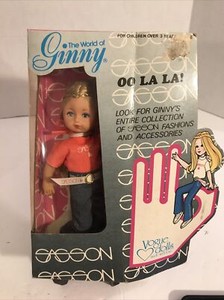 The World of
Ginny
FOR CHILDREN OVER 3 YEARS
OO LA LA!
LOOK FOR GINNY'S
ENTIRE COLLECTION
OF SASSON FASHIONS
AND ACCESSORIES
SASSON
SASSON
SASSON
Vogue dolls